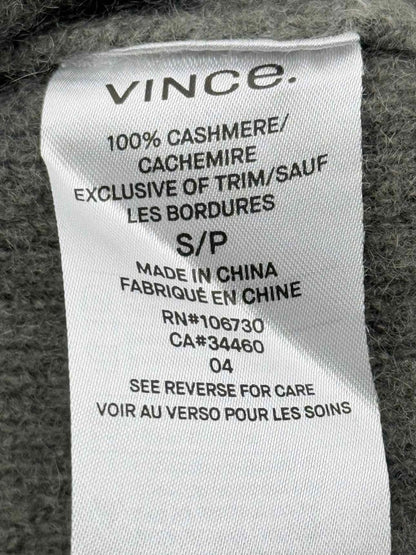 VINCE.
100% CASHMERE/
CACHEMIRE
EXCLUSIVE OF TRIM/SAUF
LES BORDURES
S/P
MADE IN CHINA
FABRIQUÉ EN CHINE
RN#106730
CA#34460
04
SEE REVERSE FOR CARE
VOIR AU VERSO POUR LES SOINS